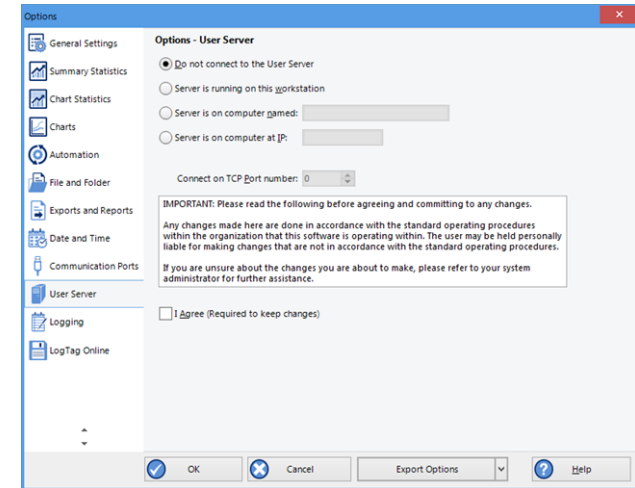 Options
General Settings
Summary Statistics
Chart Statistics
Charts
Automation
File and Folder
Exports and Reports
Date and Time
Communication Ports
User Server
Logging
LogTag Online
Options - User Server
Do not connect to the User Server
Server is running on this workstation
Server is on computer named:
Server is on computer at IP:
Connect on TCP Port number: 0
IMPORTANT: Please read the following before agreeing and committing to any changes.
Any changes made here are done in accordance with the standard operating procedures
within the organization that this software is operating within. The user may be held personally
liable for making changes that are not in accordance with the standard operating procedures.
If you are unsure about the changes you are about to make, please refer to your system
administrator for further assistance.
I Agree (Required to keep changes)
OK
Cancel
Export Options
Help